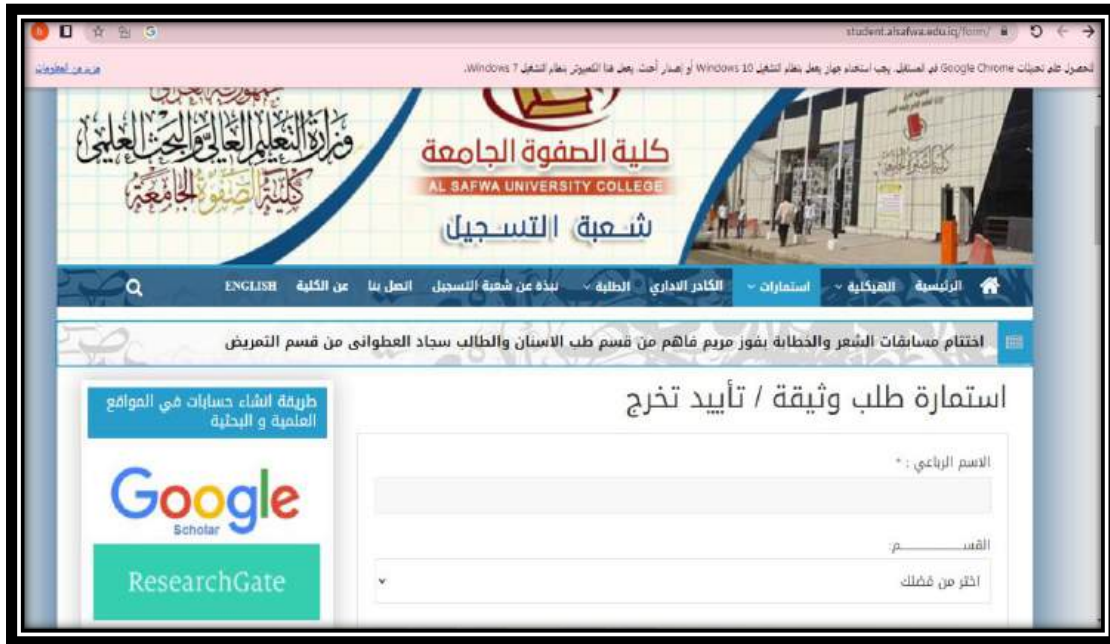 student.alsafwa.edu.iq/form/
للحصول على تحديثات Google Chrome في المستقبل، يجب استخدام جهاز يعمل بنظام التشغيل Windows 10 أو إصدار أحدث. يعمل هذا الكمبيوتر بنظام التشغيل Windows 7.
مزيد من المعلومات
وزارة التعليم العالي والبحث العلمي
كلية الصفوة الجامعة
كلية الصفوة الجامعة
AL SAFWA UNIVERSITY COLLEGE
شعبة التسجيل
الرئيسية الهيكلية استمارات الكادر الاداري الطلبة نبذة عن شعبة التسجيل اتصل بنا عن الكلية ENGLISH
اختتام مسابقات الشعر والخطابة بفوز مريم فاهم من قسم طب الاسنان والطالب سجاد العطواني من قسم التمريض
استمارة طلب وثيقة / تأييد تخرج
الاسم الرباعي : *
القســـــــــم:
اختر من فضلك
طريقة انشاء حسابات في المواقع
العلمية و البحثية
Google
Scholar
ResearchGate